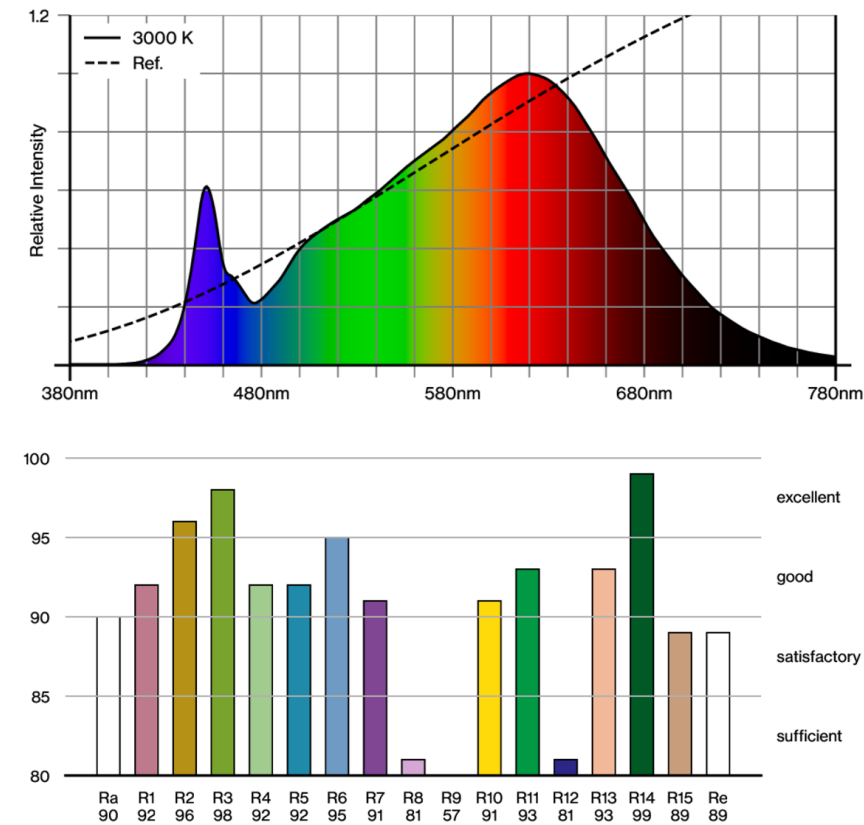 1.2
3000 K
Ref.
Relative Intensity
380nm 480nm 580nm 680nm 780nm
100
excellent
95
good
90
satisfactory
85
sufficient
80
Ra R1 R2 R3 R4 R5 R6 R7 R8 R9 R10 R11 R12 R13 R14 R15 Re
90 92 96 98 92 92 95 91 81 57 91 93 81 93 99 89 89